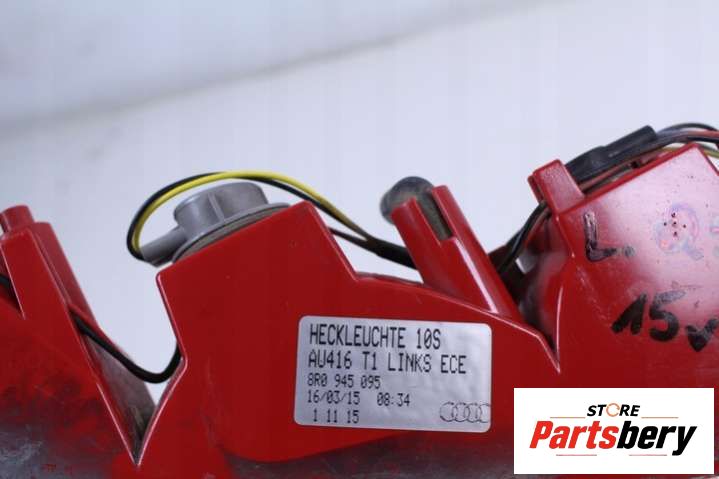 L. Q
15
HECKLEUCHTE 10S
AU416 T1 LINKS ECE
8R0 945 095
16/03/15 08:34
1 11 15
STORE
Partsbery